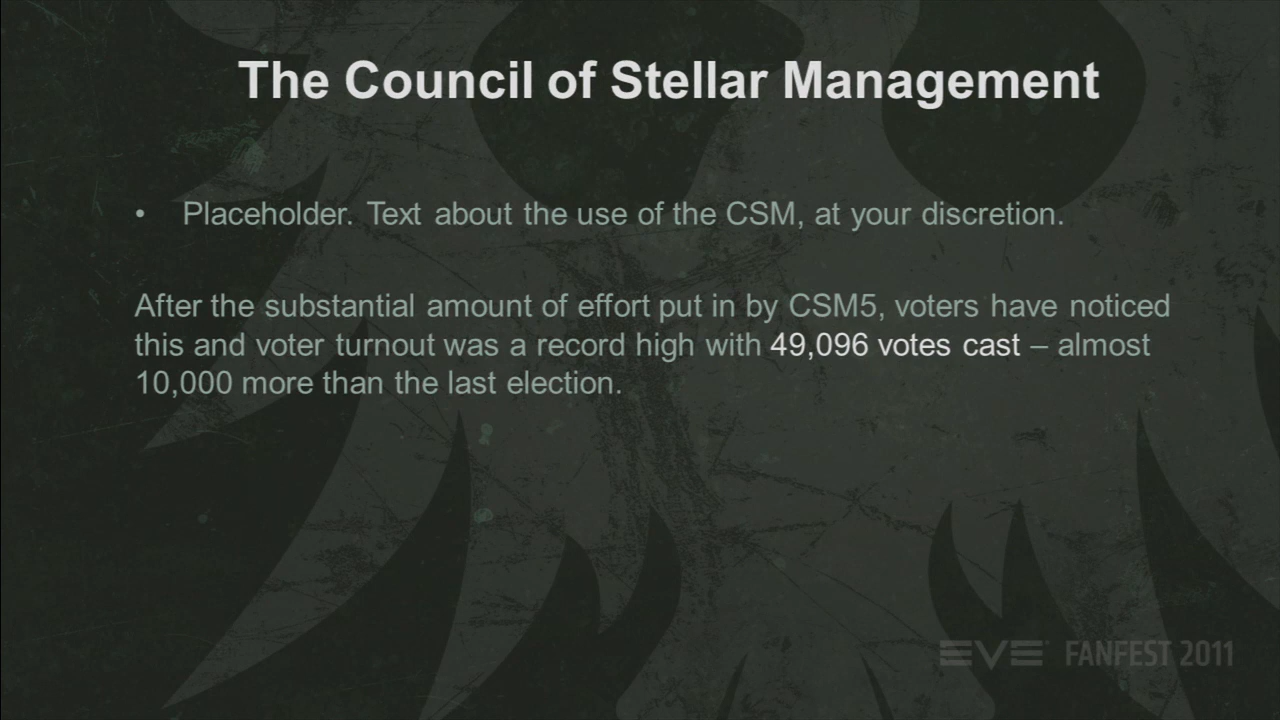 The Council of Stellar Management
• Placeholder. Text about the use of the CSM, at your discretion.
After the substantial amount of effort put in by CSM5, voters have noticed
this and voter turnout was a record high with 49,096 votes cast – almost
10,000 more than the last election.
EVE FANFEST 2011